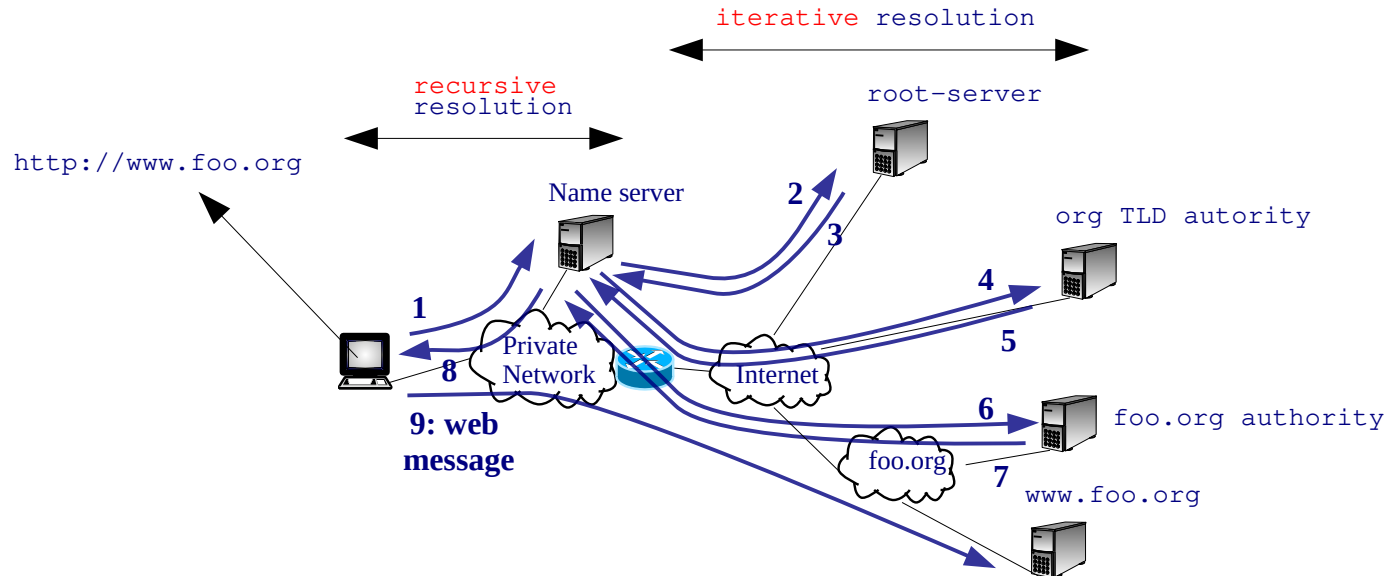 iterative resolution
recursive
resolution
root-server
http://www.foo.org
Name server
2
3
org TLD autority
1
4
5
8
Private
Network
Internet
6
foo.org authority
9: web
message
foo.org
7
www.foo.org